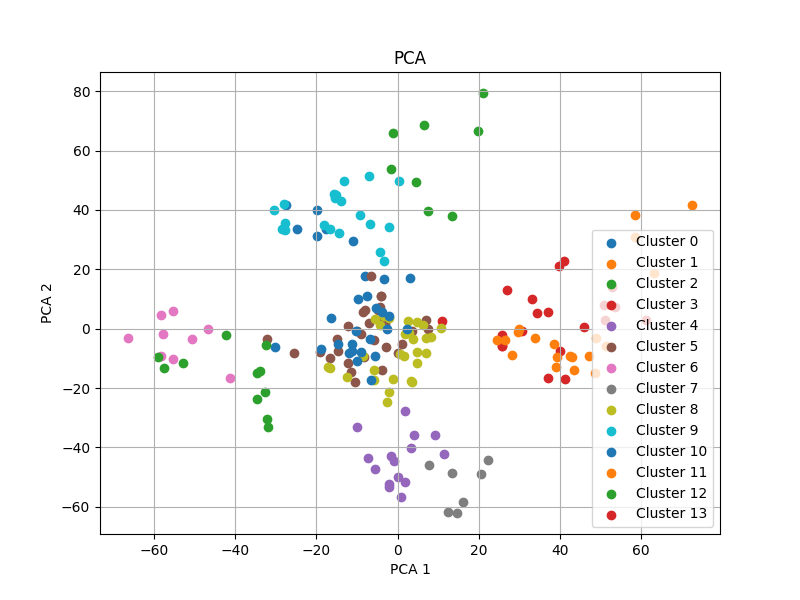 PCA
PCA 2
80
60
40
20
0
−20
−40
−60
−60
−40
−20
0
20
40
60
PCA 1
Cluster 0
Cluster 1
Cluster 2
Cluster 3
Cluster 4
Cluster 5
Cluster 6
Cluster 7
Cluster 8
Cluster 9
Cluster 10
Cluster 11
Cluster 12
Cluster 13